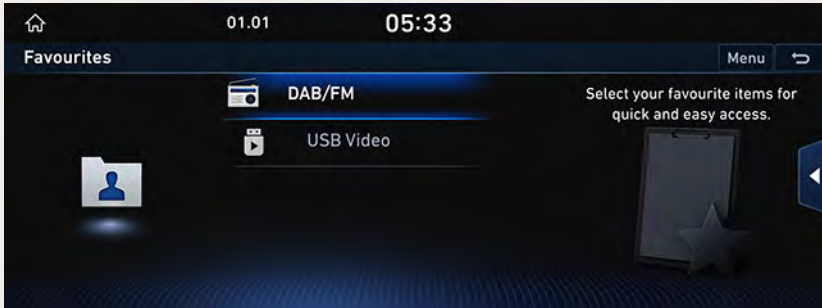 01.01
05:33
Favourites
Menu
DAB/FM
USB Video
Select your favourite items for
quick and easy access.